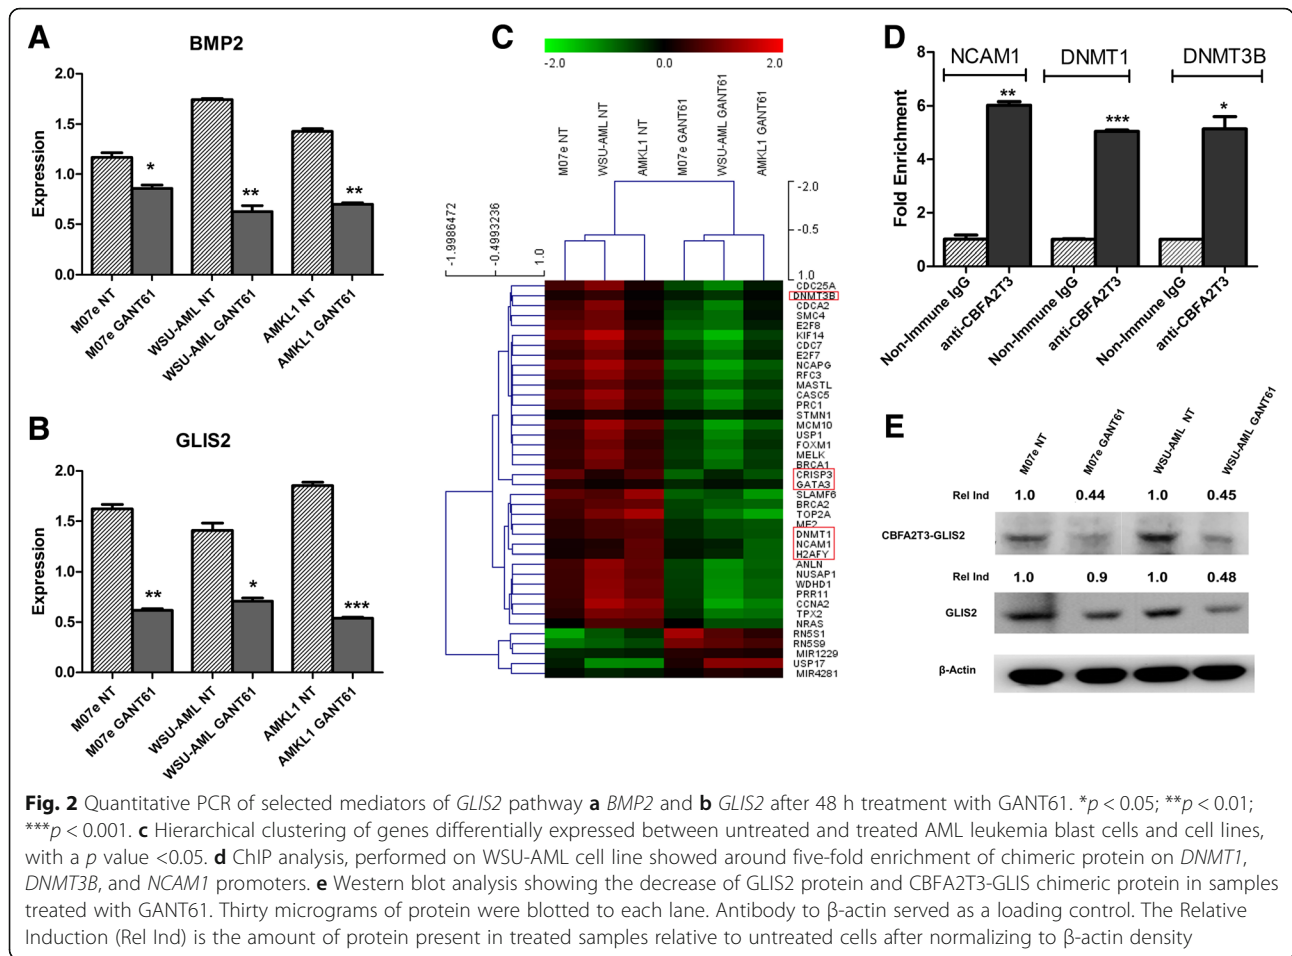 A
BMP2
2.0
1.5
1.0
0.5
0.0
Expression
M07e NT
M07e GANT61
WSU-AML NT
WSU-AML GANT61
AMKL1 NT
AMKL1 GANT61
*
**
**
B
GLIS2
2.0
1.5
1.0
0.5
0.0
Expression
M07e NT
M07e GANT61
WSU-AML NT
WSU-AML GANT61
AMKL1 NT
AMKL1 GANT61
**
*
***
C
-2.0
0.0
2.0
M07e NT
WSU-AML NT
AMKL1 NT
M07e GANT61
WSU-AML GANT61
AMKL1 GANT61
-2.0
-0.5
1.0
-1.9986472
-0.4993236
1.0
CDC25A
DNMT3B
CDCA2
SMC4
E2F8
KIF14
CDC7
E2F7
NCAPG
RFC3
MASTL
CASC5
PRC1
STMN1
MCM10
USP1
FOXM1
MELK
BRCA1
CRISP3
GATA3
SLAMF6
BRCA2
TOP2A
ME2
DNMT1
NCAM1
H2AFY
ANLN
NUSAP1
WDHD1
PRR11
CCNA2
TPX2
NRAS
RN5S1
RN5S9
MIR1229
USP17
MIR4281
D
8
6
4
2
0
Fold Enrichment
NCAM1
DNMT1
DNMT3B
**
***
*
Non-Immune IgG
anti-CBFA2T3
Non-Immune IgG
anti-CBFA2T3
Non-Immune IgG
anti-CBFA2T3
E
M07e NT
M07e GANT61
WSU-AML NT
WSU-AML GANT61
Rel Ind 1.0 0.44 1.0 0.45
CBFA2T3-GLIS2
Rel Ind 1.0 0.9 1.0 0.48
GLIS2
β-Actin
Fig. 2 Quantitative PCR of selected mediators of GLIS2 pathway a BMP2 and b GLIS2 after 48 h treatment with GANT61. *p < 0.05; **p < 0.01;
***p < 0.001. c Hierarchical clustering of genes differentially expressed between untreated and treated AML leukemia blast cells and cell lines,
with a p value <0.05. d ChIP analysis, performed on WSU-AML cell line showed around five-fold enrichment of chimeric protein on DNMT1,
DNMT3B, and NCAM1 promoters. e Western blot analysis showing the decrease of GLIS2 protein and CBFA2T3-GLIS chimeric protein in samples
treated with GANT61. Thirty micrograms of protein were blotted to each lane. Antibody to β-actin served as a loading control. The Relative
Induction (Rel Ind) is the amount of protein present in treated samples relative to untreated cells after normalizing to β-actin density